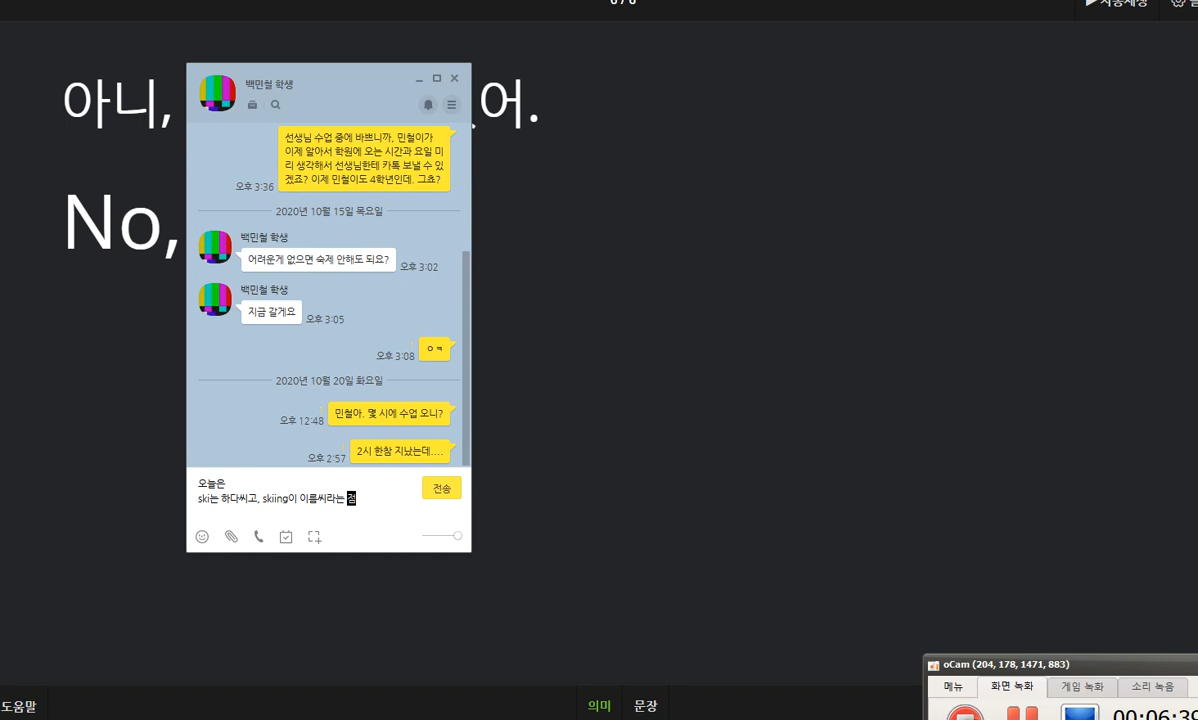 자동재생
아니,
어.
No,
백민철 학생
선생님 수업 중에 바쁘니까, 민철이가
이제 알아서 학원에 오는 시간과 요일 미
리 생각해서 선생님한테 카톡 보낼 수 있
겠죠? 이제 민철이도 4학년인데. 그쵸?
오후 3:36
2020년 10월 15일 목요일
백민철 학생
어려운게 없으면 숙제 안해도 되요?
오후 3:02
백민철 학생
지금 갈게요
오후 3:05
ㅇㅋ
오후 3:08
2020년 10월 20일 화요일
민철아. 몇 시에 수업 오니?
오후 12:48
2시 한참 지났는데....
오후 2:57
오늘은
ski는 하다씨고, skiing이 이름씨라는 점
전송
도움말
의미
문장
oCam (204, 178, 1471, 883)
메뉴
화면 녹화
게임 녹화
소리 녹음
00:06:39